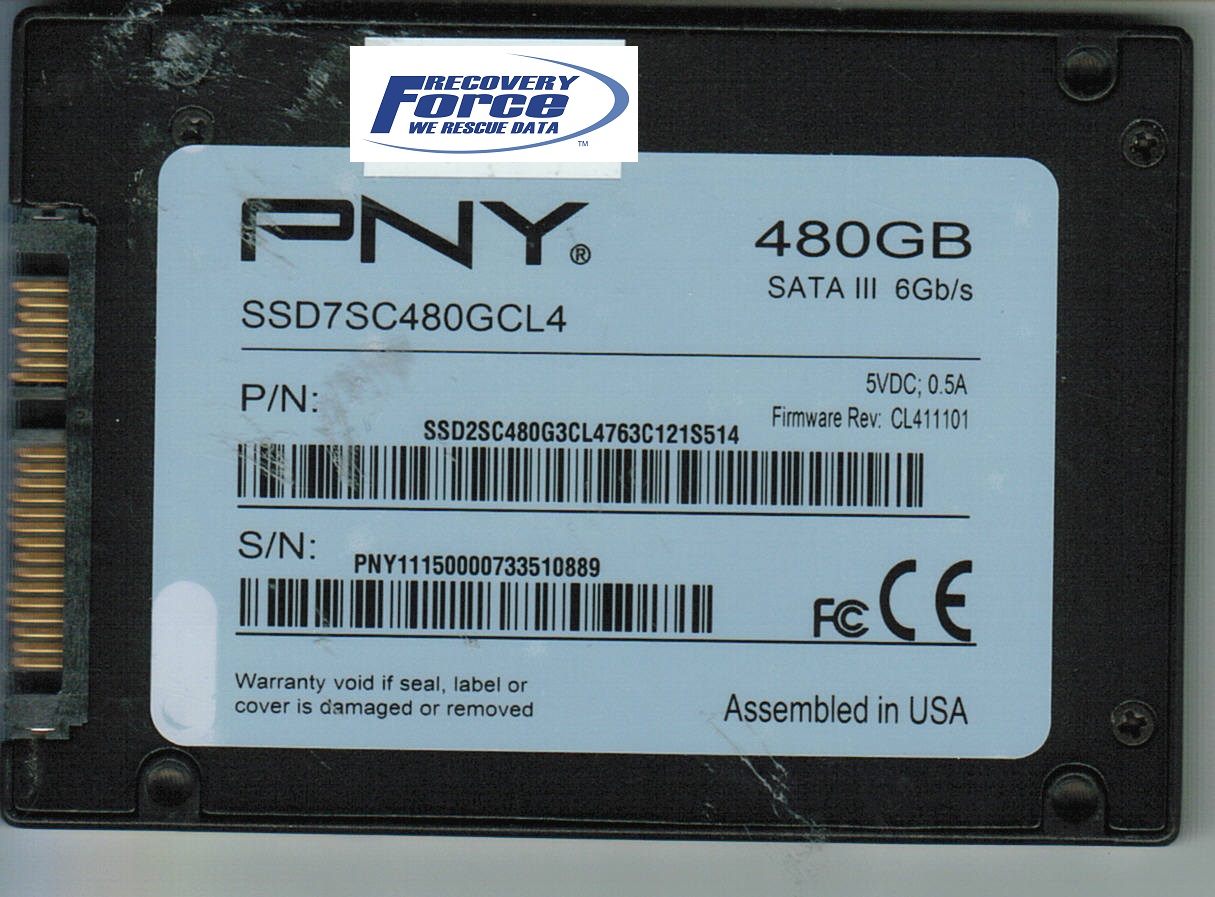 RECOVERY
Force
WE RESCUE DATA
TM
PNY®
480GB
SATA III 6Gb/s
SSD7SC480GCL4
5VDC; 0.5A
P/N:
Firmware Rev: CL411101
SSD2SC480G3CL4763C121S514
S/N:
PNY11150000733510889
FC CE
Warranty void if seal, label or
cover is damaged or removed
Assembled in USA